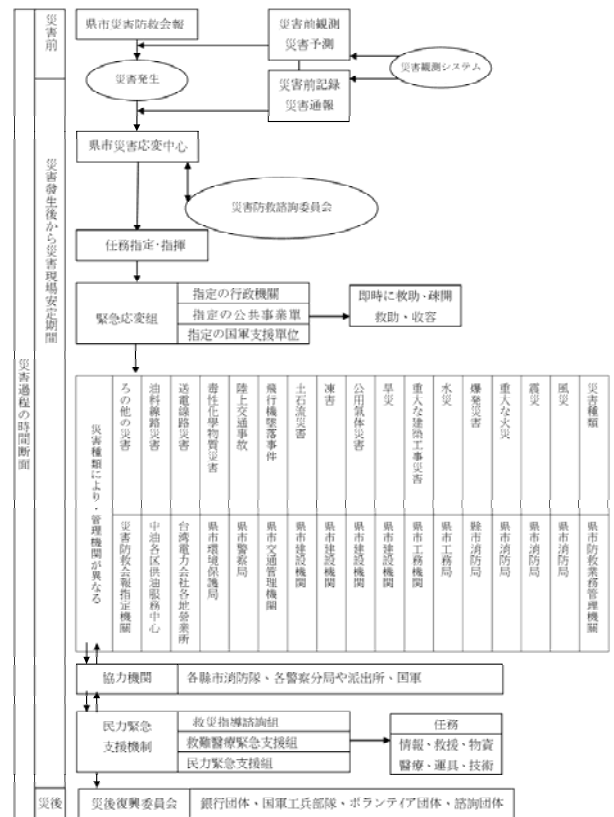 災害過程の時間断面
災害前
県市災害防救会報
災害前観測
災害予測
災害観測システム
災害発生
災害前記録
災害通報
災害發生後から災害現場安定期間
県市災害応変中心
災害防救諮詢委員会
任務指定・指揮
緊急応変組
指定の行政機關
指定の公共事業單
指定の国軍支援單位
即時に救助、疎開
救助、收容
災害種類
県市防救業務管理機關
風災
県市消防局
震災
県市消防局
重人な火災
県市消防局
爆発災害
縣市消防局
水災
県市工務局
重人な建築工事災害
県市工務機關
旱災
県市建設機關
公用氣体災害
県市建設機關
凍害
県市建設機關
土石流災害
県市建設機關
飛行機墜落事件
県市交通管理機關
陸上交通事故
県市警察局
毒性化學物質災害
県市環境保護局
送電線路災害
台湾電力会社各地營業所
油料線路災害
中油各区供油服務中心
ろの他の災害
災害防救会報指定機關
災害種類により・管理機關が異なる
協力機関
各縣市消防隊、各警察分局や派出所、国軍
民力緊急
支援機制
救災指導諮詢組
救難醫療緊急支援組
民力緊急支援組
任務
情報、救援、物資
醫療、運具、技術
災後
災後復興委員会
銀行団体、国軍工兵部隊、ボランティア団体、諮詢団体